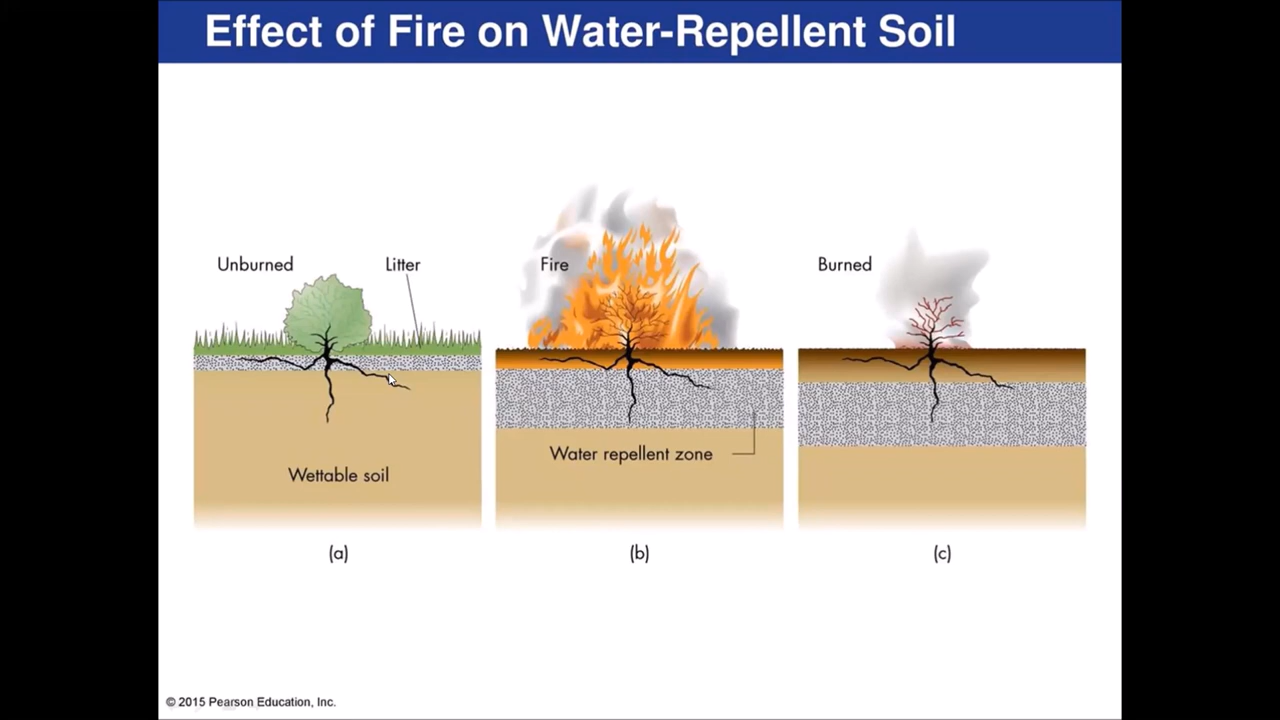 Effect of Fire on Water-Repellent Soil
Unburned
Litter
Fire
Burned
Water repellent zone
Wettable soil
(a)
(b)
(c)
© 2015 Pearson Education, Inc.